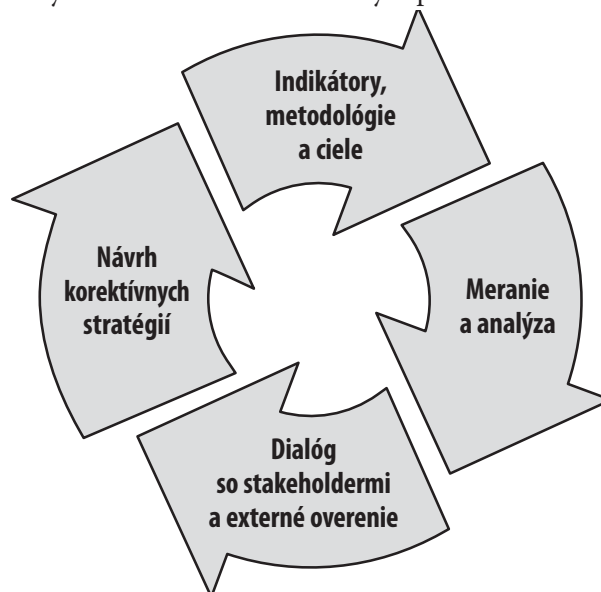 Indikátory,
metodológie
a ciele
Meranie
a analýza
Dialóg
so stakeholdermi
a externé overenie
Návrh
korektívnych
stratégií